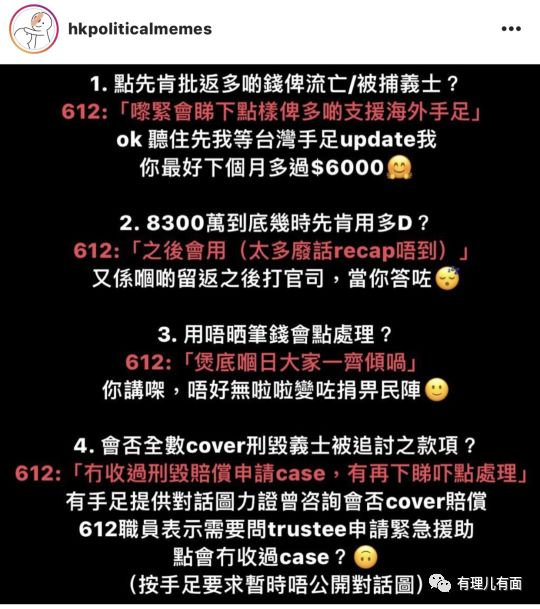 hkpoliticalmemes
1. 點先肯批返多啲錢俾流亡/被捕義士？
612:「嚟緊會睇下點樣俾多啲支援海外手足」
ok 聽住先我等台灣手足update我
你最好下個月多過$6000🤗
2. 8300萬到底幾時先肯用多D？
612:「之後會用（太多廢話recap唔到）」
又係嗰啲留返之後打官司，當你答咗😴
3. 用唔晒筆錢會點處理？
612:「煲底嗰日大家一齊傾喎」
你講㗎，唔好無啦啦變咗捐畀民陣🙂
4. 會否全數cover刑毀義士被追討之款項？
612:「冇收過刑毀賠償申請case，有再下睇吓點處理」
有手足提供對話圖力證曾咨詢會否cover賠償
612職員表示需要問trustee申請緊急援助
點會冇收過case？🙃
（按手足要求暫時唔公開對話圖）
有理儿有面